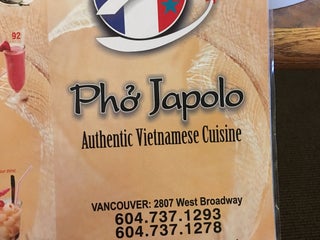 92
Phở Japolo
Authentic Vietnamese Cuisine
VANCOUVER: 2807 West Broadway
604.737.1293
604.737.1278